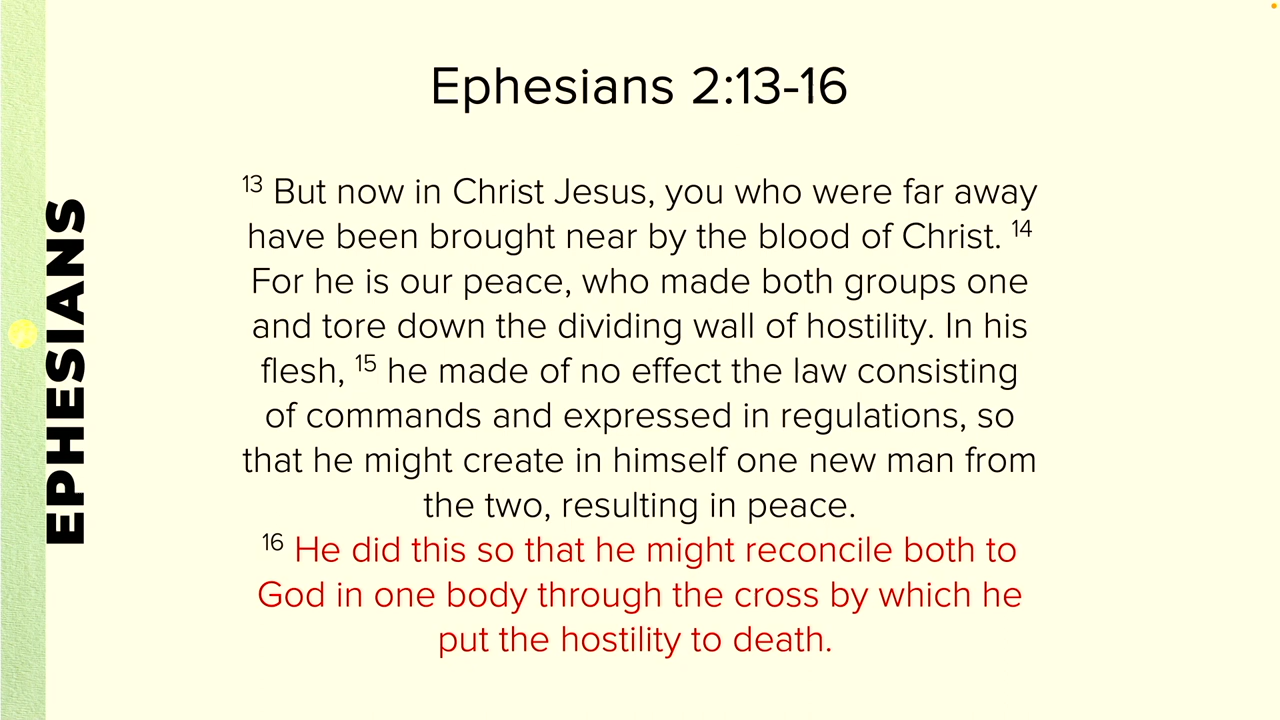 Ephesians 2:13-16
EPHESIANS
13 But now in Christ Jesus, you who were far away
have been brought near by the blood of Christ. 14
For he is our peace, who made both groups one
and tore down the dividing wall of hostility. In his
flesh, 15 he made of no effect the law consisting
of commands and expressed in regulations, so
that he might create in himself one new man from
the two, resulting in peace.
16 He did this so that he might reconcile both to
God in one body through the cross by which he
put the hostility to death.